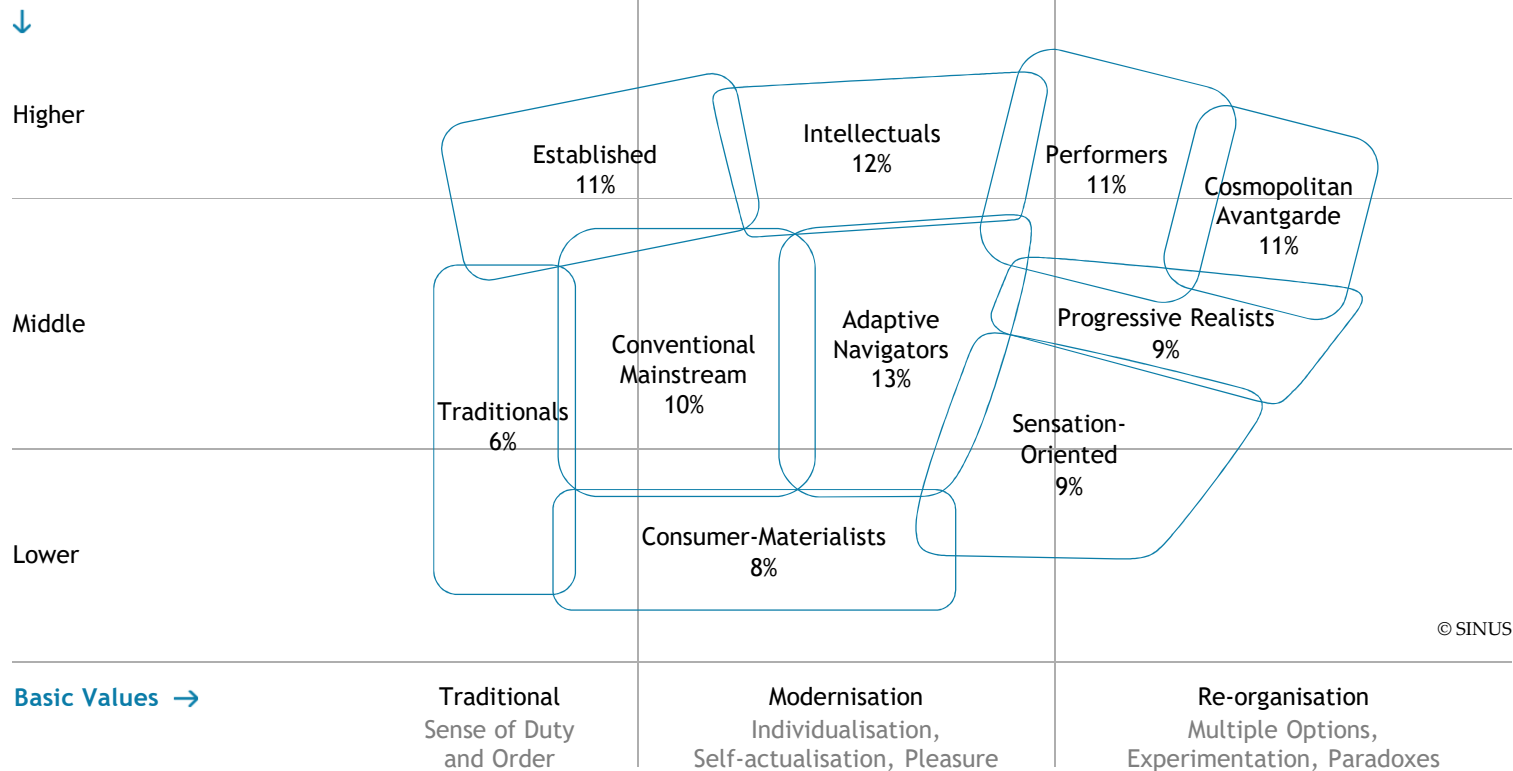 ↓
Higher
Established
11%
Intellectuals
12%
Performers
11%
Cosmopolitan
Avantgarde
11%
Middle
Traditionals
6%
Conventional
Mainstream
10%
Adaptive
Navigators
13%
Progressive Realists
9%
Sensation-
Oriented
9%
Lower
Consumer-Materialists
8%
© SINUS
Basic Values →
Traditional
Sense of Duty
and Order
Modernisation
Individualisation,
Self-actualisation, Pleasure
Re-organisation
Multiple Options,
Experimentation, Paradoxes